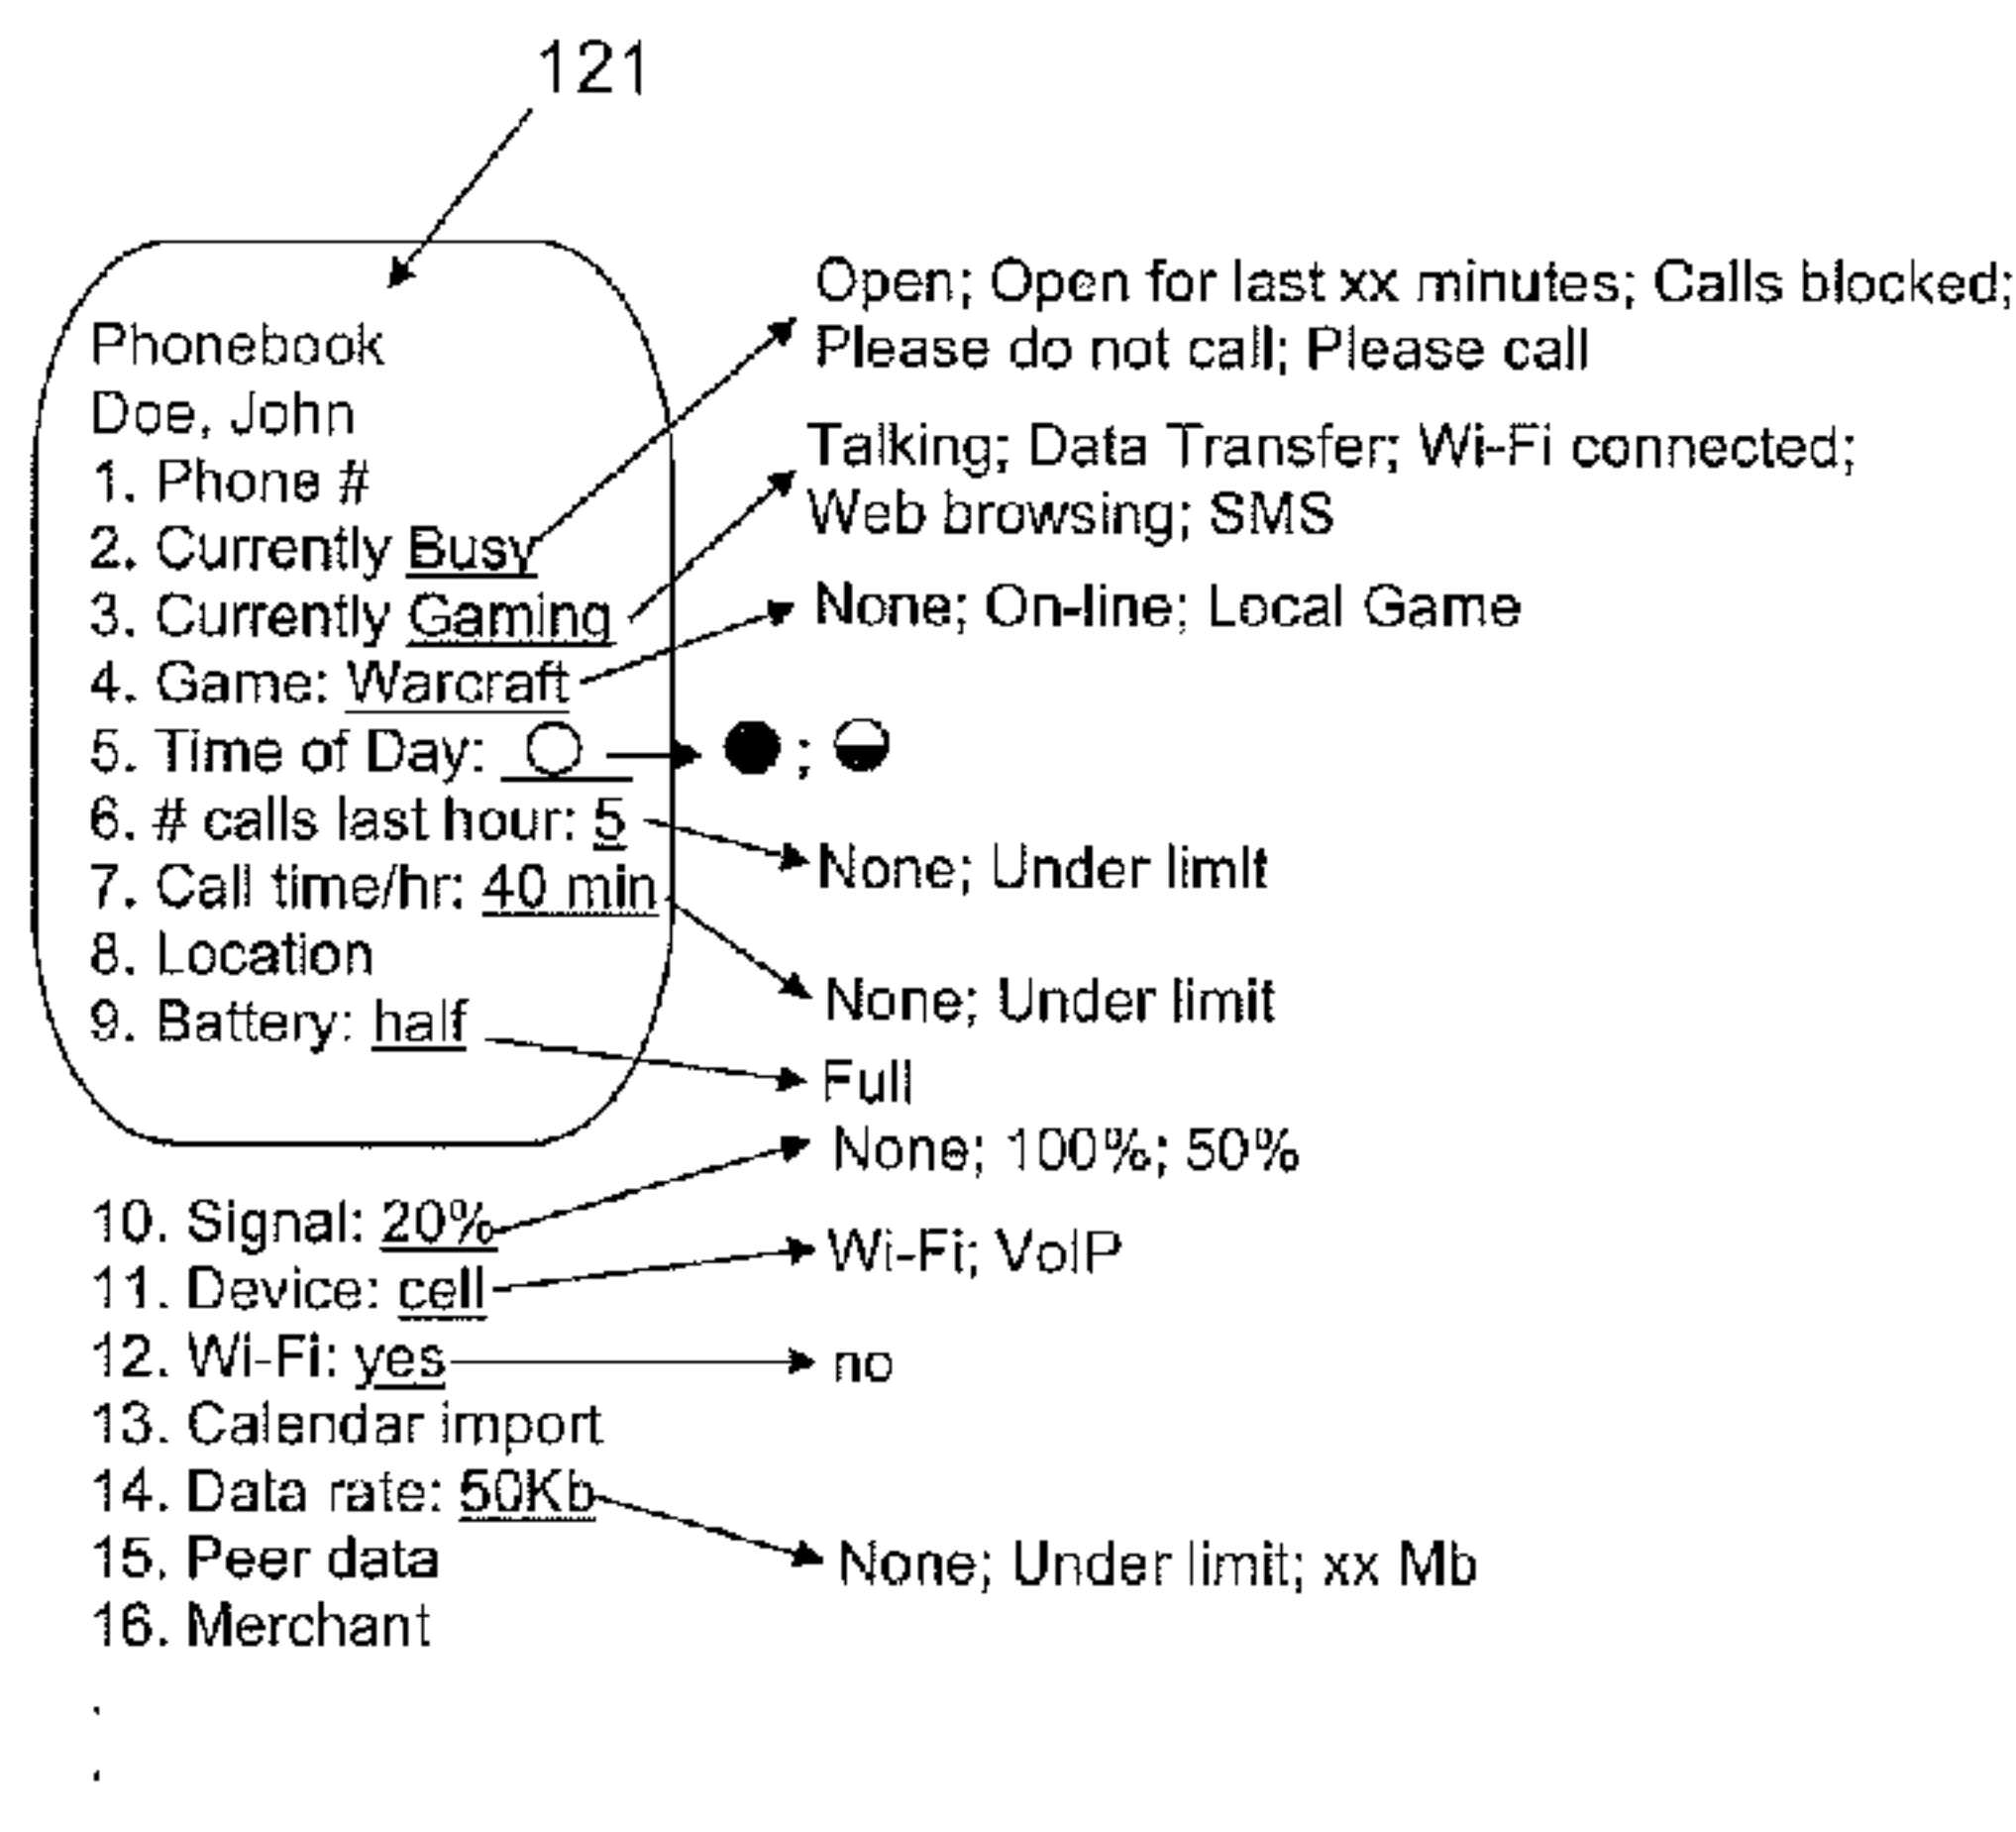 121
Phonebook
Doe, John
1. Phone #
2. Currently Busy
3. Currently Gaming
4. Game: Warcraft
5. Time of Day:
6. # calls last hour: 5
7. Call time/hr: 40 min
8. Location
9. Battery: half
10. Signal: 20%
11. Device: cell
12. Wi-Fi: yes
13. Calendar import
14. Data rate: 50Kb
15. Peer data
16. Merchant
.
.
Open; Open for last xx minutes; Calls blocked;
Please do not call; Please call
Talking; Data Transfer; Wi-Fi connected;
Web browsing; SMS
None; On-line; Local Game
;
None; Under limit
None; Under limit
Full
None; 100%; 50%
Wi-Fi; VoIP
no
None; Under limit; xx Mb